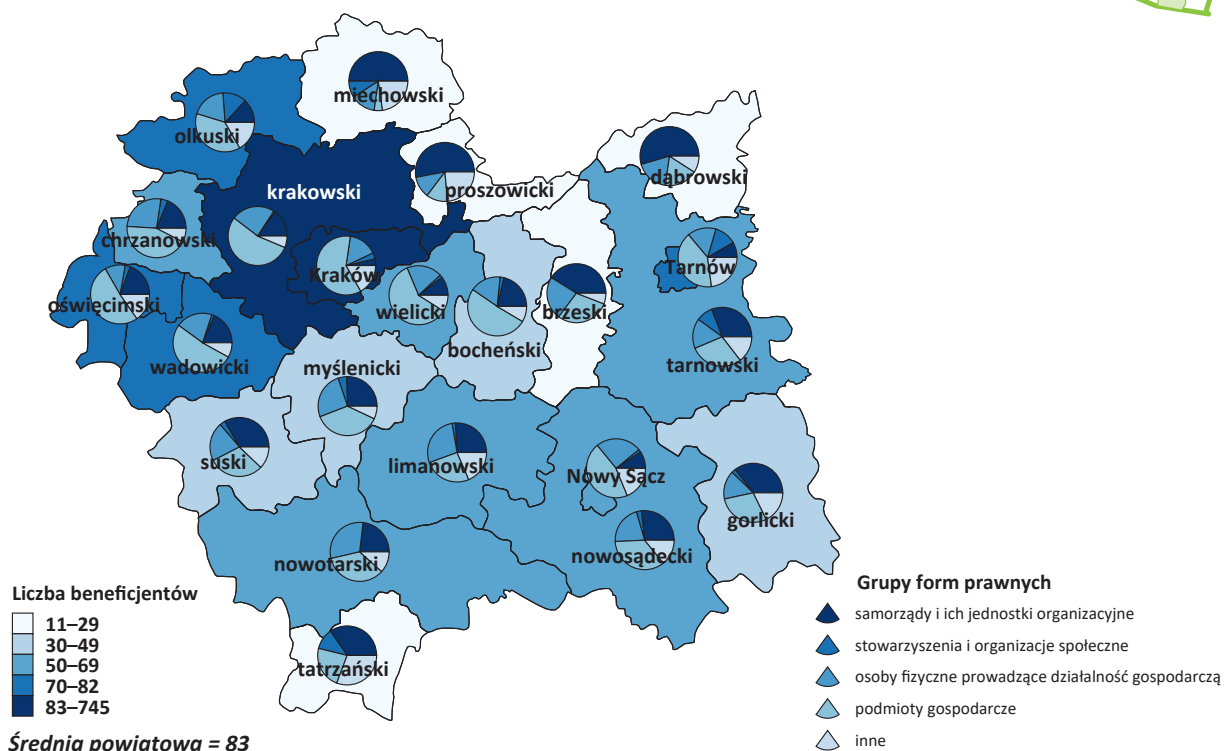 miechowski
olkuski
dąbrowski
krakowski
proszowicki
chrzanowski
Kraków
Tarnów
oświęcimski
wielicki
brzeski
bocheński
wadowicki
myślenicki
tarnowski
suski
limanowski
Nowy Sącz
gorlicki
nowotarski
nowosądecki
tatrzański
Liczba beneficjentów
11–29
30–49
50–69
70–82
83–745
Średnia powiatowa = 83
Grupy form prawnych
samorządy i ich jednostki organizacyjne
stowarzyszenia i organizacje społeczne
osoby fizyczne prowadzące działalność gospodarczą
podmioty gospodarcze
inne